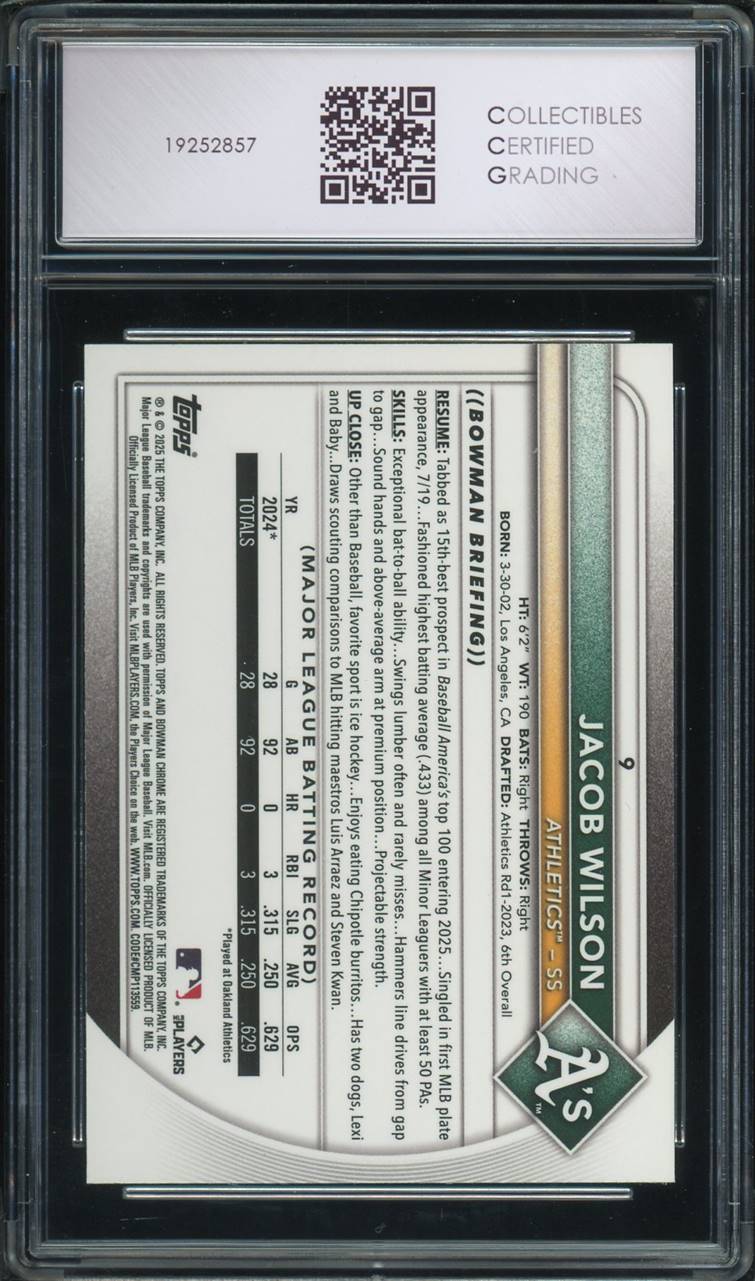 19252857
COLLECTIBLES
CERTIFIED
GRADING
9
JACOB WILSON
ATHLETICS™ – SS
A's™
HT: 6'2" WT: 190 BATS: Right THROWS: Right
BORN: 3-30-02, Los Angeles, CA DRAFTED: Athletics Rd1-2023, 6th Overall
((BOWMAN BRIEFING))
RESUME: Tabbed as 15th-best prospect in Baseball America's top 100 entering 2025...Singled in first MLB plate
appearance, 7/19...Fashioned highest batting average (.433) among all Minor Leaguers with at least 50 PAs.
SKILLS: Exceptional bat-to-ball ability...Swings lumber often and rarely misses...Hammers line drives from gap
to gap...Sound hands and above-average arm at premium position...Projectable strength.
UP CLOSE: Other than Baseball, favorite sport is ice hockey...Enjoys eating Chipotle burritos...Has two dogs, Lexi
and Baby...Draws scouting comparisons to MLB hitting maestros Luis Arraez and Steven Kwan.
(MAJOR LEAGUE BATTING RECORD)
YR G AB HR RBI SLG AVG OPS
2024* 28 92 0 3 .315 .250 .629
TOTALS 28 92 0 3 .315 .250 .629
*Played at Oakland Athletics
topps®
MLB PLAYERS
® & © 2025 THE TOPPS COMPANY, INC. ALL RIGHTS RESERVED. TOPPS AND BOWMAN CHROME ARE REGISTERED TRADEMARKS OF THE TOPPS COMPANY, INC.
Major League Baseball trademarks and copyrights are used with permission of Major League Baseball. Visit MLB.com. OFFICIALLY LICENSED PRODUCT OF MLB.
Officially Licensed Product of MLB Players, Inc. Visit MLBPLAYERS.COM, the Players Choice on the web. WWW.TOPPS.COM. CODE#CMP113559.